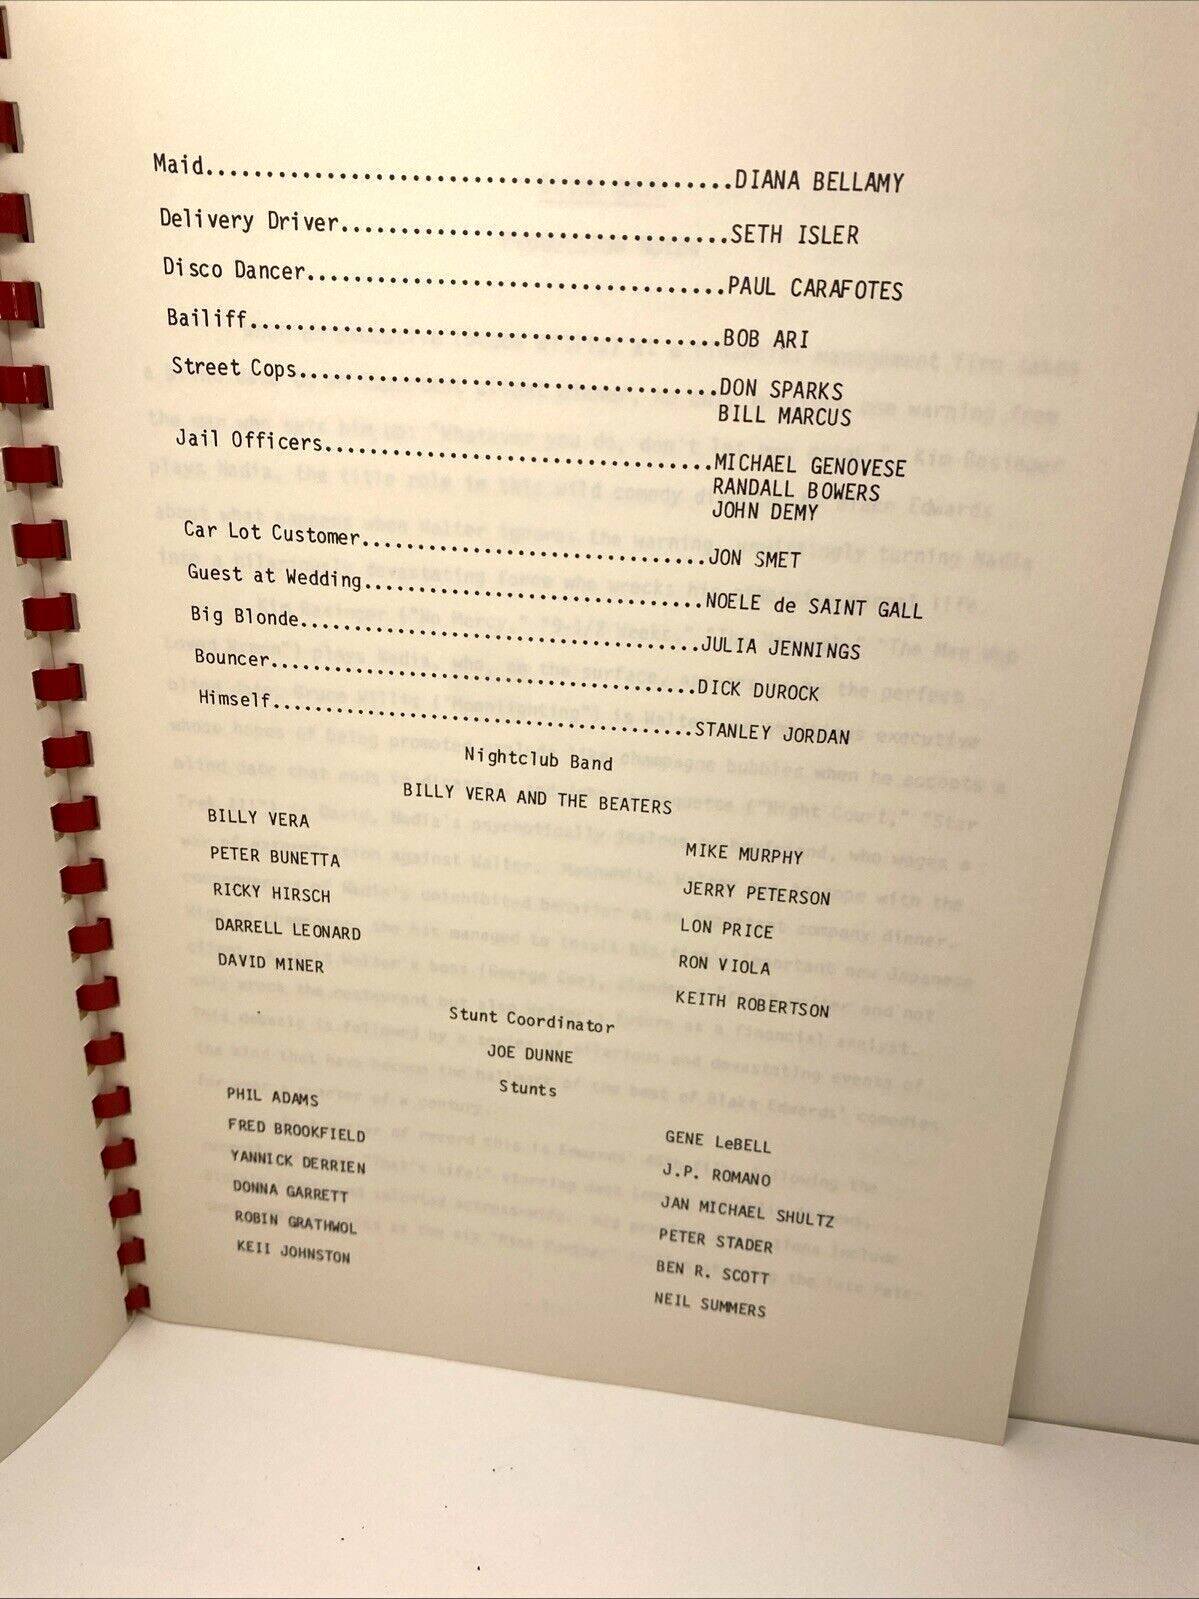 Maid..........................................DIANA BELLAMY
Delivery Driver................................SETH ISLER
Disco Dancer...................................PAUL CARAFOTES
Bailiff........................................BOB ARI
Street Cops....................................DON SPARKS
BILL MARCUS
Jail Officers..................................MICHAEL GENOVESE
RANDALL BOWERS
JOHN DEMY
Car Lot Customer...............................JON SMET
Guest at Wedding...............................NOELE de SAINT GALL
Big Blonde.....................................JULIA JENNINGS
Bouncer........................................DICK DUROCK
Himself........................................STANLEY JORDAN
Nightclub Band
BILLY VERA AND THE BEATERS
BILLY VERA
PETER BUNETTA
RICKY HIRSCH
DARRELL LEONARD
DAVID MINER
MIKE MURPHY
JERRY PETERSON
LON PRICE
RON VIOLA
KEITH ROBERTSON
Stunt Coordinator
JOE DUNNE
Stunts
PHIL ADAMS
FRED BROOKFIELD
YANNICK DERRIEN
DONNA GARRETT
ROBIN GRATHWOL
KEII JOHNSTON
GENE LeBELL
J.P. ROMANO
JAN MICHAEL SHULTZ
PETER STADER
BEN R. SCOTT
NEIL SUMMERS